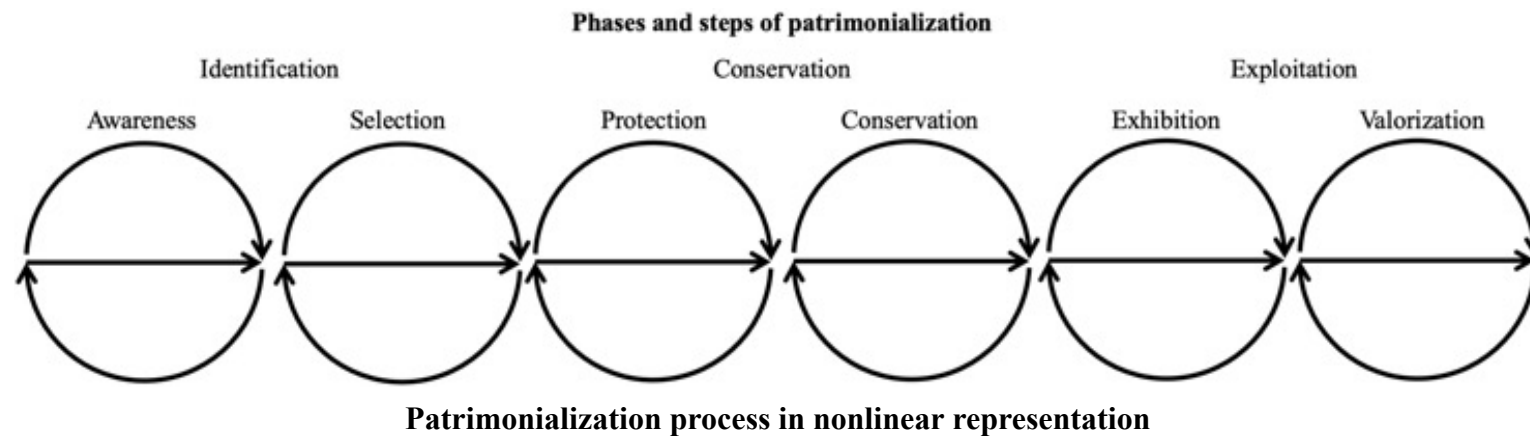 Phases and steps of patrimonialization
Identification Conservation Exploitation
Awareness Selection Protection Conservation Exhibition Valorization
Patrimonialization process in nonlinear representation